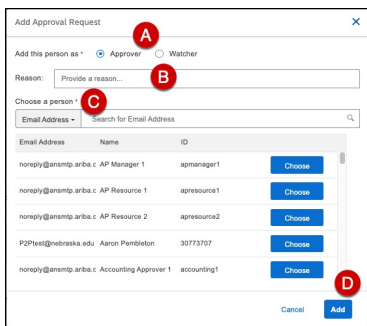 Add Approval Request ×
A
Add this person as * Approver Watcher
B
Reason: Provide a reason...
C
Choose a person *
Email Address Search for Email Address
Email Address Name ID
noreply@ansmtp.ariba.c AP Manager 1 apmanager1 Choose
noreply@ansmtp.ariba.c AP Resource 1 apresource1 Choose
noreply@ansmtp.ariba.c AP Resource 2 apresource2 Choose
P2Ptest@nebraska.edu Aaron Pembleton 30773707 Choose
noreply@ansmtp.ariba.c Accounting Approver 1 accounting1 Choose
D
Cancel Add